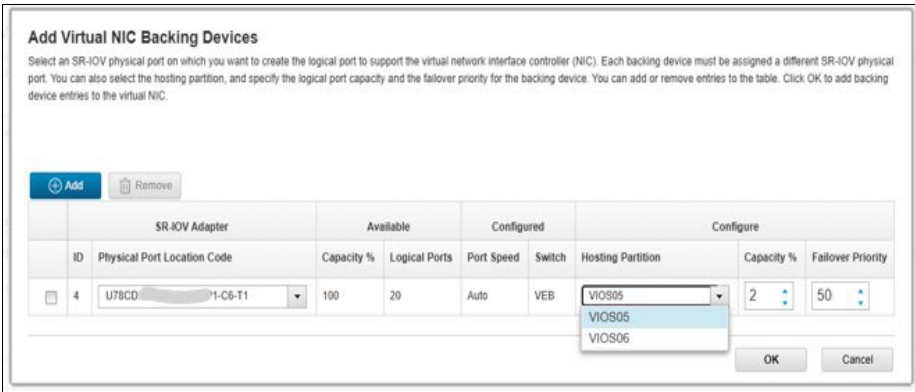 Add Virtual NIC Backing Devices
Select an SR-IOV physical port on which you want to create the logical port to support the virtual network interface controller (NIC). Each backing device must be assigned a different SR-IOV physical
port. You can also select the hosting partition, and specify the logical port capacity and the failover priority for the backing device. You can add or remove entries to the table. Click OK to add backing
device entries to the virtual NIC.
Add Remove
SR-IOV Adapter Available Configured Configure
ID Physical Port Location Code Capacity % Logical Ports Port Speed Switch Hosting Partition Capacity % Failover Priority
4 U78CD 1-C6-T1 100 20 Auto VEB VIOS05 2 50
VIOS05
VIOS06
OK Cancel